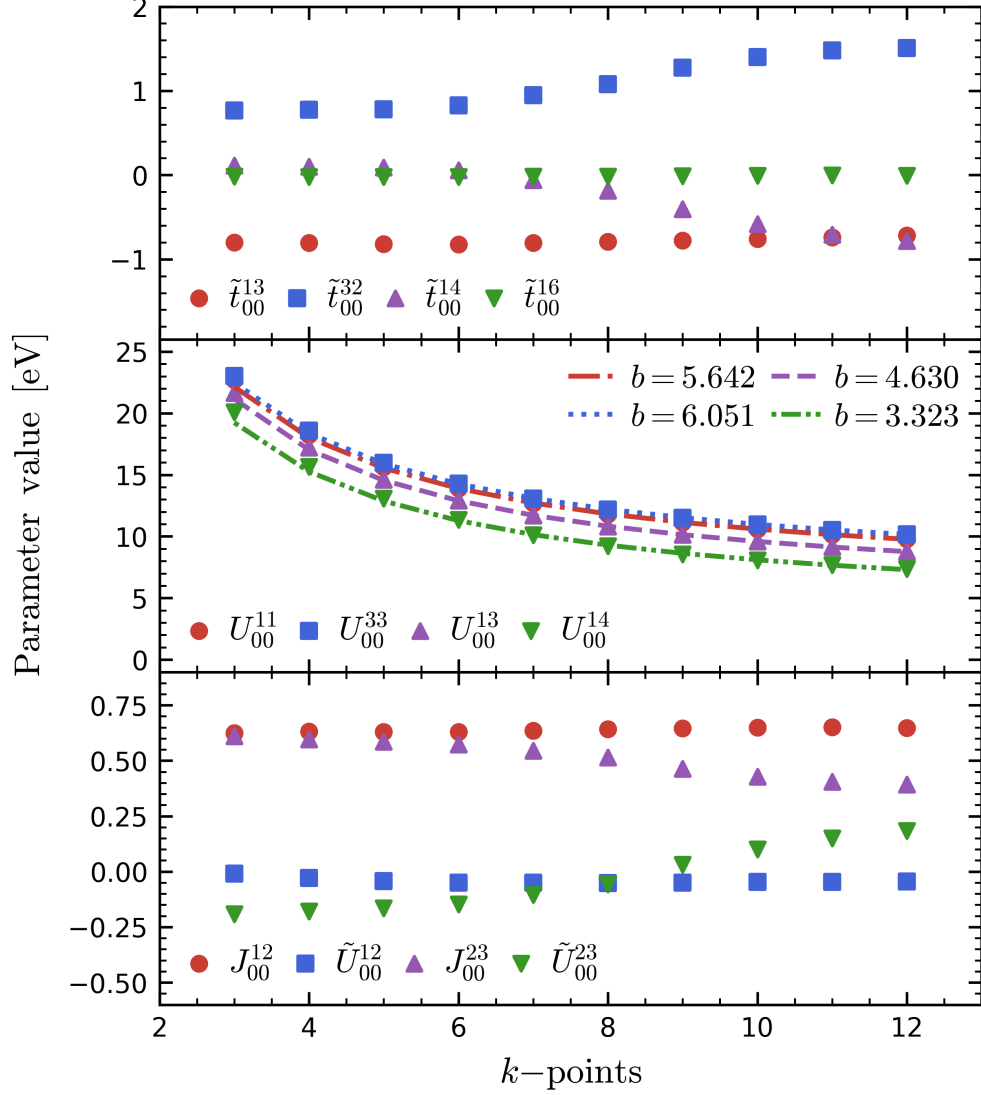 2
1
0
−1
t̃₀₀¹³ t̃₀₀³² t̃₀₀¹⁴ t̃₀₀¹⁶
Parameter value [eV]
25
20
15
10
5
0
b = 5.642 b = 4.630
b = 6.051 b = 3.323
U₀₀¹¹ U₀₀³³ U₀₀¹³ U₀₀¹⁴
0.75
0.50
0.25
0.00
−0.25
−0.50
J₀₀¹² Ũ₀₀¹² J₀₀²³ Ũ₀₀²³
2 4 6 8 10 12
k−points